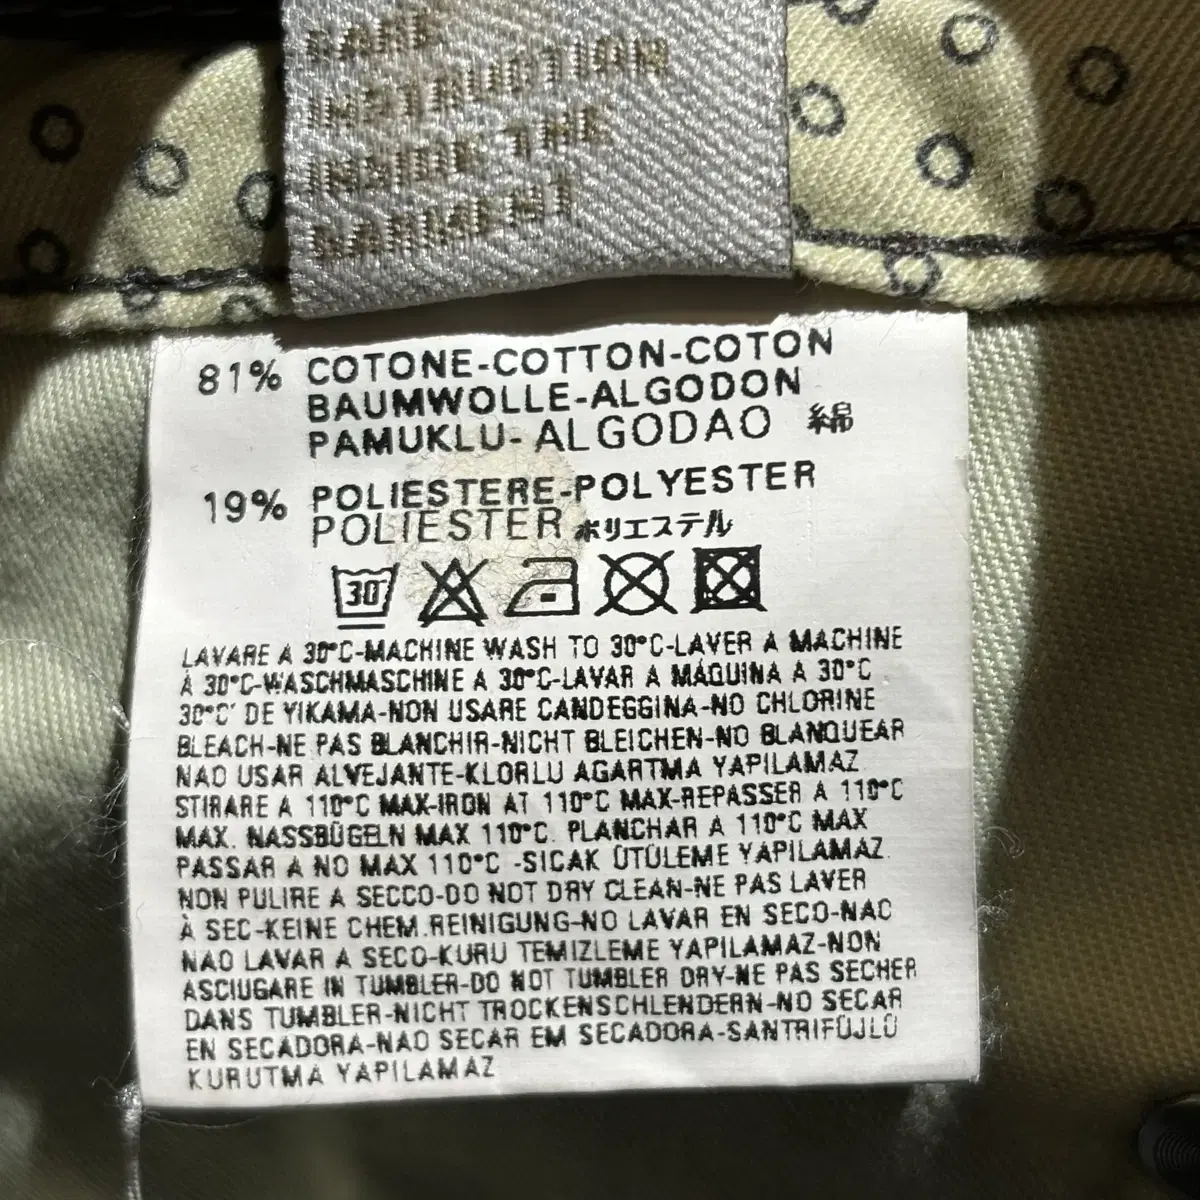 CARE
INSTRUCTION
INSIDE THE
GARMENT
81% COTONE-COTTON-COTON
BAUMWOLLE-ALGODON
PAMUKLU-ALGODAO 綿
19% POLIESTERE-POLYESTER
POLIESTER ポリエステル
30
LAVARE A 30°C-MACHINE WASH TO 30°C-LAVER A MACHINE
À 30°C-WASCHMASCHINE A 30°C-LAVAR A MÁQUINA A 30°C
30°C' DE YIKAMA-NON USARE CANDEGGINA-NO CHLORINE
BLEACH-NE PAS BLANCHIR-NICHT BLEICHEN-NO BLANQUEAR
NAO USAR ALVEJANTE-KLORLU AGARTMA YAPILAMAZ
STIRARE A 110°C MAX-IRON AT 110°C MAX-REPASSER A 110°C
MAX. NASSBÜGELN MAX 110°C. PLANCHAR A 110°C MAX
PASSAR A NO MAX 110°C -SICAK ÜTÜLEME YAPILAMAZ
NON PULIRE A SECCO-DO NOT DRY CLEAN-NE PAS LAVER
À SEC-KEINE CHEM.REINIGUNG-NO LAVAR EN SECO-NAO
NAO LAVAR A SECO-KURU TEMIZLEME YAPILAMAZ-NON
ASCIUGARE IN TUMBLER-DO NOT TUMBLER DRY-NE PAS SECHER
DANS TUMBLER-NICHT TROCKENSCHLENDERN-NO SECAR
EN SECADORA-NAO SECAR EM SECADORA-SANTRIFÜJLÜ
KURUTMA YAPILAMAZ